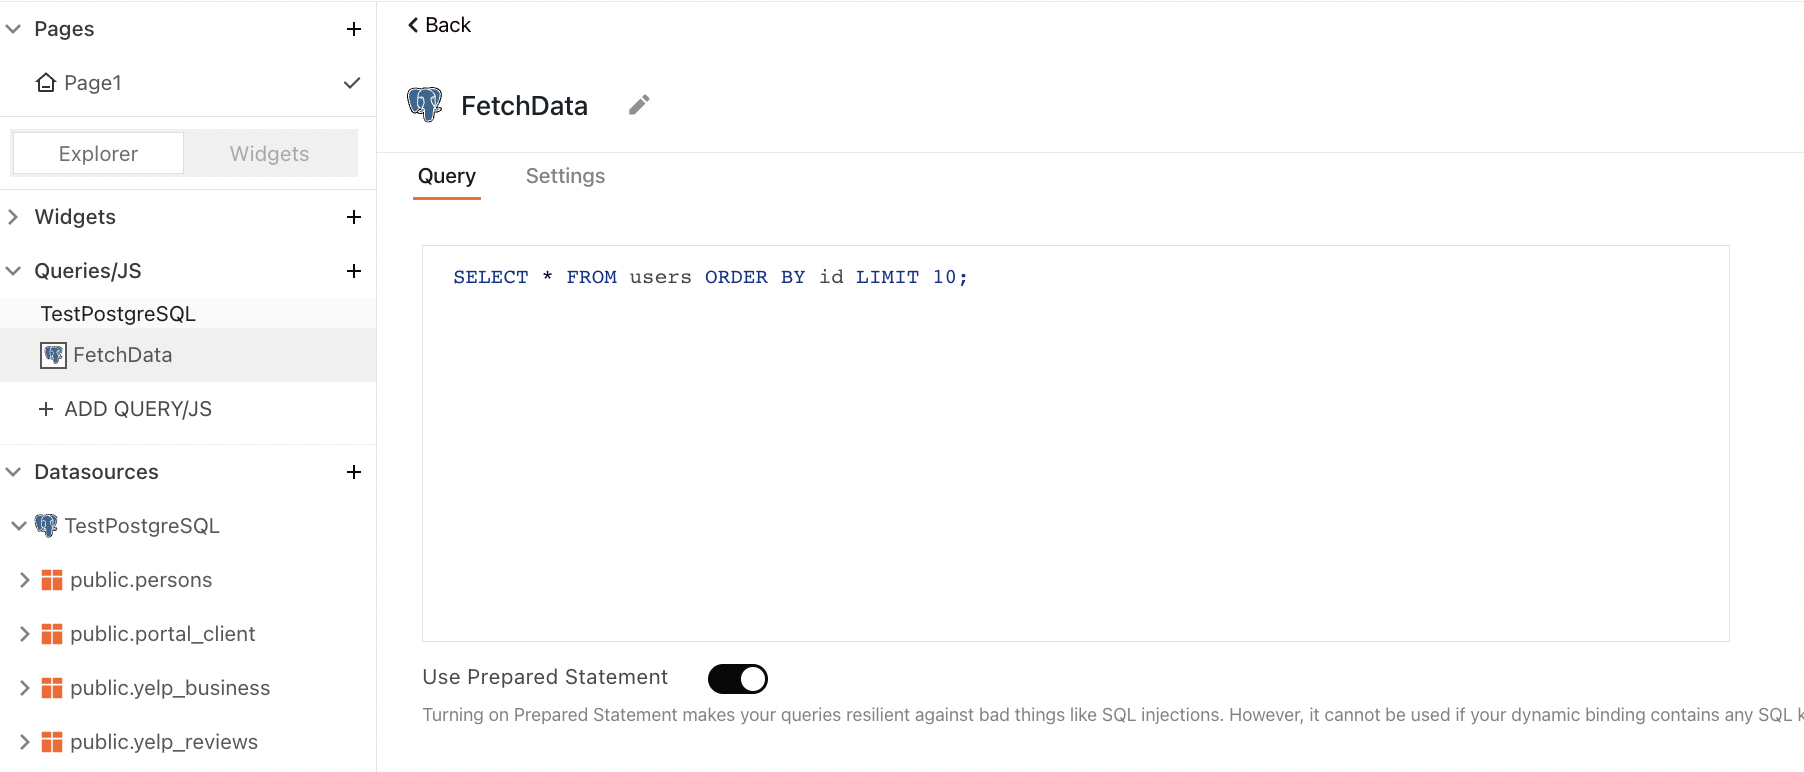 Pages
Page1
Explorer Widgets
Widgets
Queries/JS
TestPostgreSQL
FetchData
ADD QUERY/JS
Datasources
TestPostgreSQL
public.persons
public.portal_client
public.yelp_business
public.yelp_reviews
Back
FetchData
Query Settings
SELECT * FROM users ORDER BY id LIMIT 10;
Use Prepared Statement
Turning on Prepared Statement makes your queries resilient against bad things like SQL injections. However, it cannot be used if your dynamic binding contains any SQL